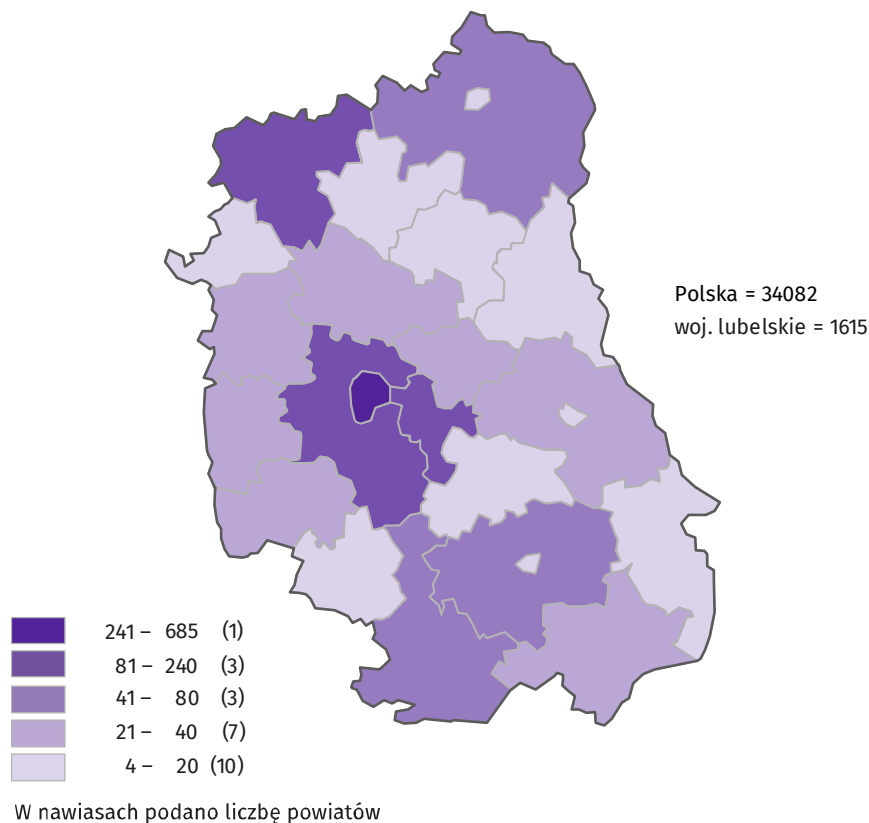 Polska = 34082
woj. lubelskie = 1615
241 – 685 (1)
81 – 240 (3)
41 – 80 (3)
21 – 40 (7)
4 – 20 (10)
W nawiasach podano liczbę powiatów